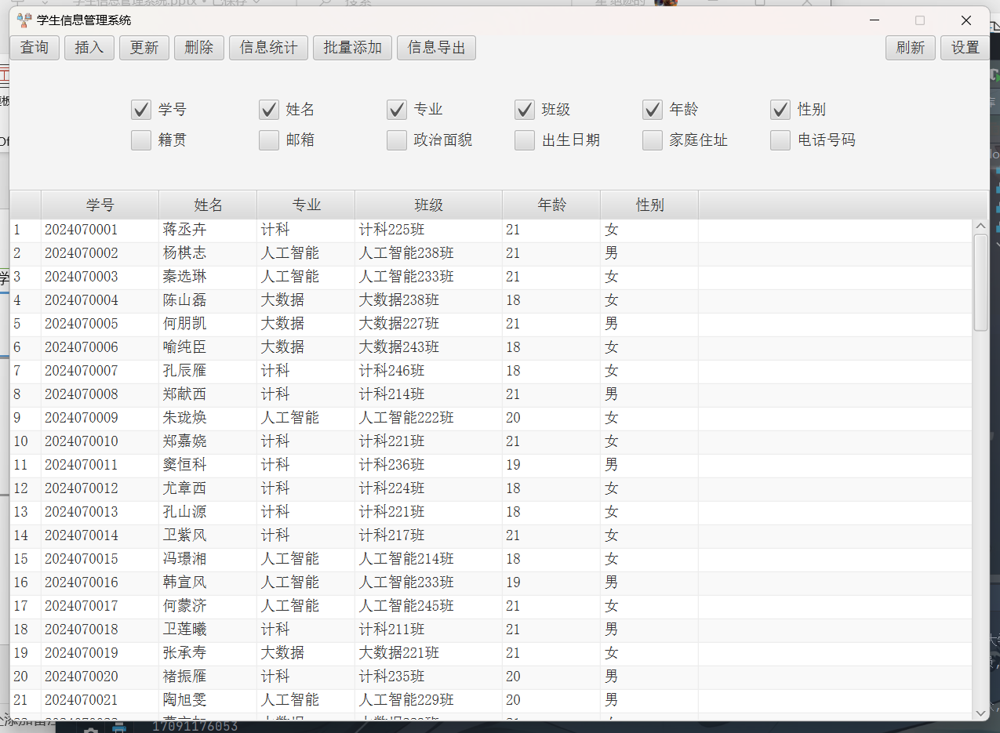 学生信息管理系统
查询 插入 更新 删除 信息统计 批量添加 信息导出 刷新 设置
学号 姓名 专业 班级 年龄 性别
籍贯 邮箱 政治面貌 出生日期 家庭住址 电话号码
学号 姓名 专业 班级 年龄 性别
1 2024070001 蒋丞卉 计科 计科225班 21 女
2 2024070002 杨棋志 人工智能 人工智能238班 21 男
3 2024070003 秦选琳 人工智能 人工智能233班 21 女
4 2024070004 陈山磊 大数据 大数据238班 18 女
5 2024070005 何朋凯 大数据 大数据227班 21 男
6 2024070006 喻纯臣 大数据 大数据243班 18 女
7 2024070007 孔辰雁 计科 计科246班 18 女
8 2024070008 郑献西 计科 计科214班 21 男
9 2024070009 朱珑焕 人工智能 人工智能222班 20 女
10 2024070010 郑嘉娆 计科 计科221班 21 女
11 2024070011 窦恒科 计科 计科236班 19 男
12 2024070012 尤章西 计科 计科224班 18 女
13 2024070013 孔山源 计科 计科221班 18 女
14 2024070014 卫紫风 计科 计科217班 21 女
15 2024070015 冯璟湘 人工智能 人工智能214班 18 女
16 2024070016 韩宣风 人工智能 人工智能233班 19 男
17 2024070017 何蒙济 人工智能 人工智能245班 21 女
18 2024070018 卫莲曦 计科 计科211班 21 男
19 2024070019 张承寿 大数据 大数据221班 21 女
20 2024070020 褚振雁 计科 计科235班 20 男
21 2024070021 陶旭雯 人工智能 人工智能229班 20 男
17091176053